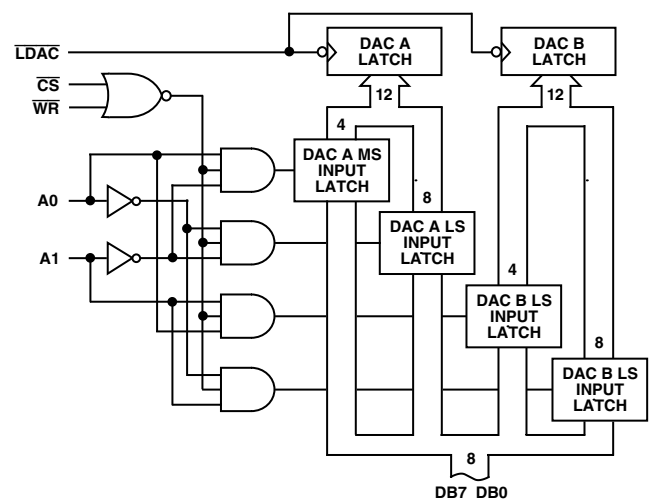 LDAC
DAC A
LATCH
DAC B
LATCH
CS
WR
12
12
4
DAC A MS
INPUT
LATCH
8
A0
DAC A LS
INPUT
LATCH
A1
4
DAC B LS
INPUT
LATCH
8
DAC B LS
INPUT
LATCH
8
DB7 DB0